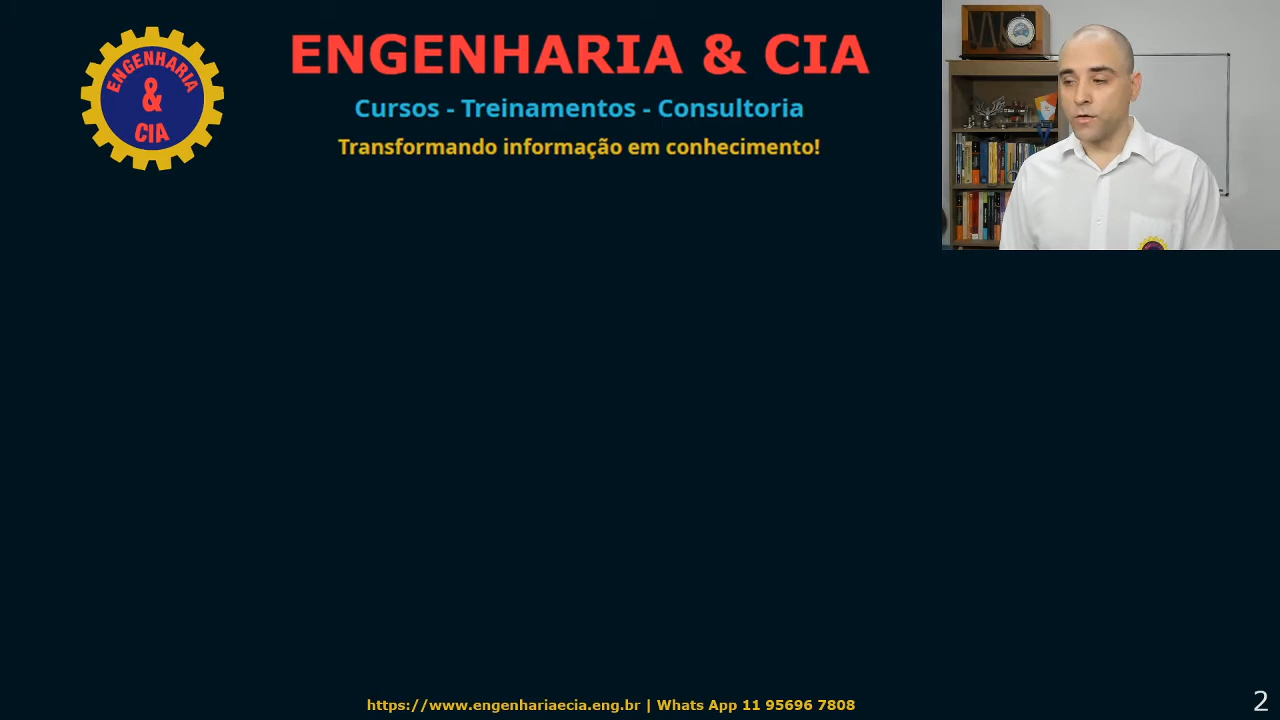 ENGENHARIA
&
CIA
ENGENHARIA & CIA
Cursos - Treinamentos - Consultoria
Transformando informação em conhecimento!
https://www.engenhariaecia.eng.br | Whats App 11 95696 7808
2